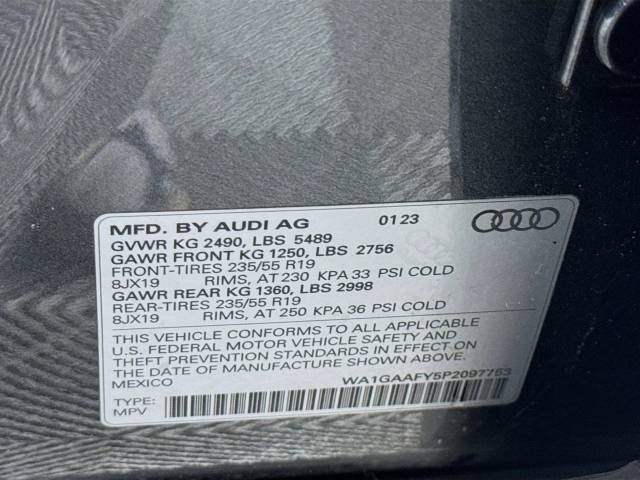 MFD. BY AUDI AG 0123
GVWR KG 2490, LBS 5489
GAWR FRONT KG 1250, LBS 2756
FRONT-TIRES 235/55 R19
8JX19 RIMS, AT 230 KPA 33 PSI COLD
GAWR REAR KG 1360, LBS 2998
REAR-TIRES 235/55 R19
8JX19 RIMS, AT 250 KPA 36 PSI COLD
THIS VEHICLE CONFORMS TO ALL APPLICABLE
U.S. FEDERAL MOTOR VEHICLE SAFETY AND
THEFT PREVENTION STANDARDS IN EFFECT ON
THE DATE OF MANUFACTURE SHOWN ABOVE.
MEXICO WA1GAAFY5P2097753
TYPE:
MPV